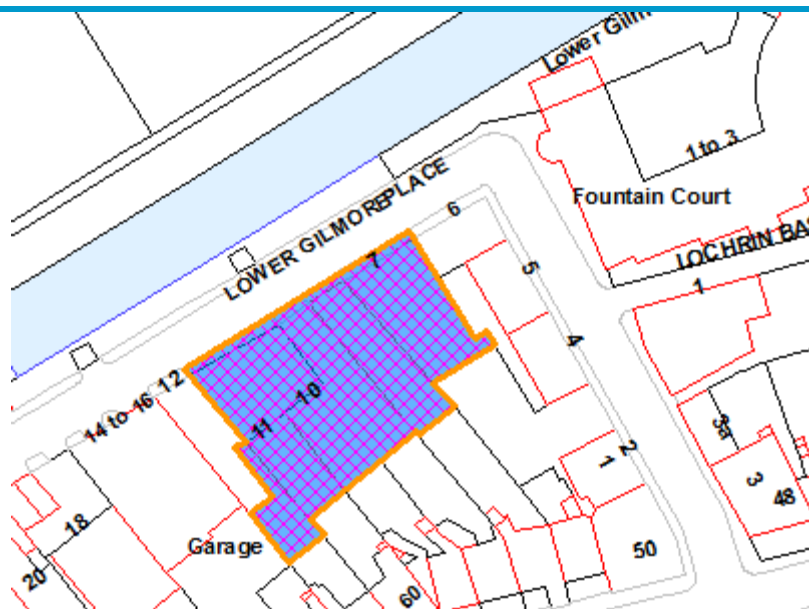 Lower Gilm
1 to 3
Fountain Court
LOWER GILMORE PLACE
LOCHRIN BA
6
7
5
1
4
12
14 to 16
10
11
3a
2
1
3
48
18
Garage
50
20
60